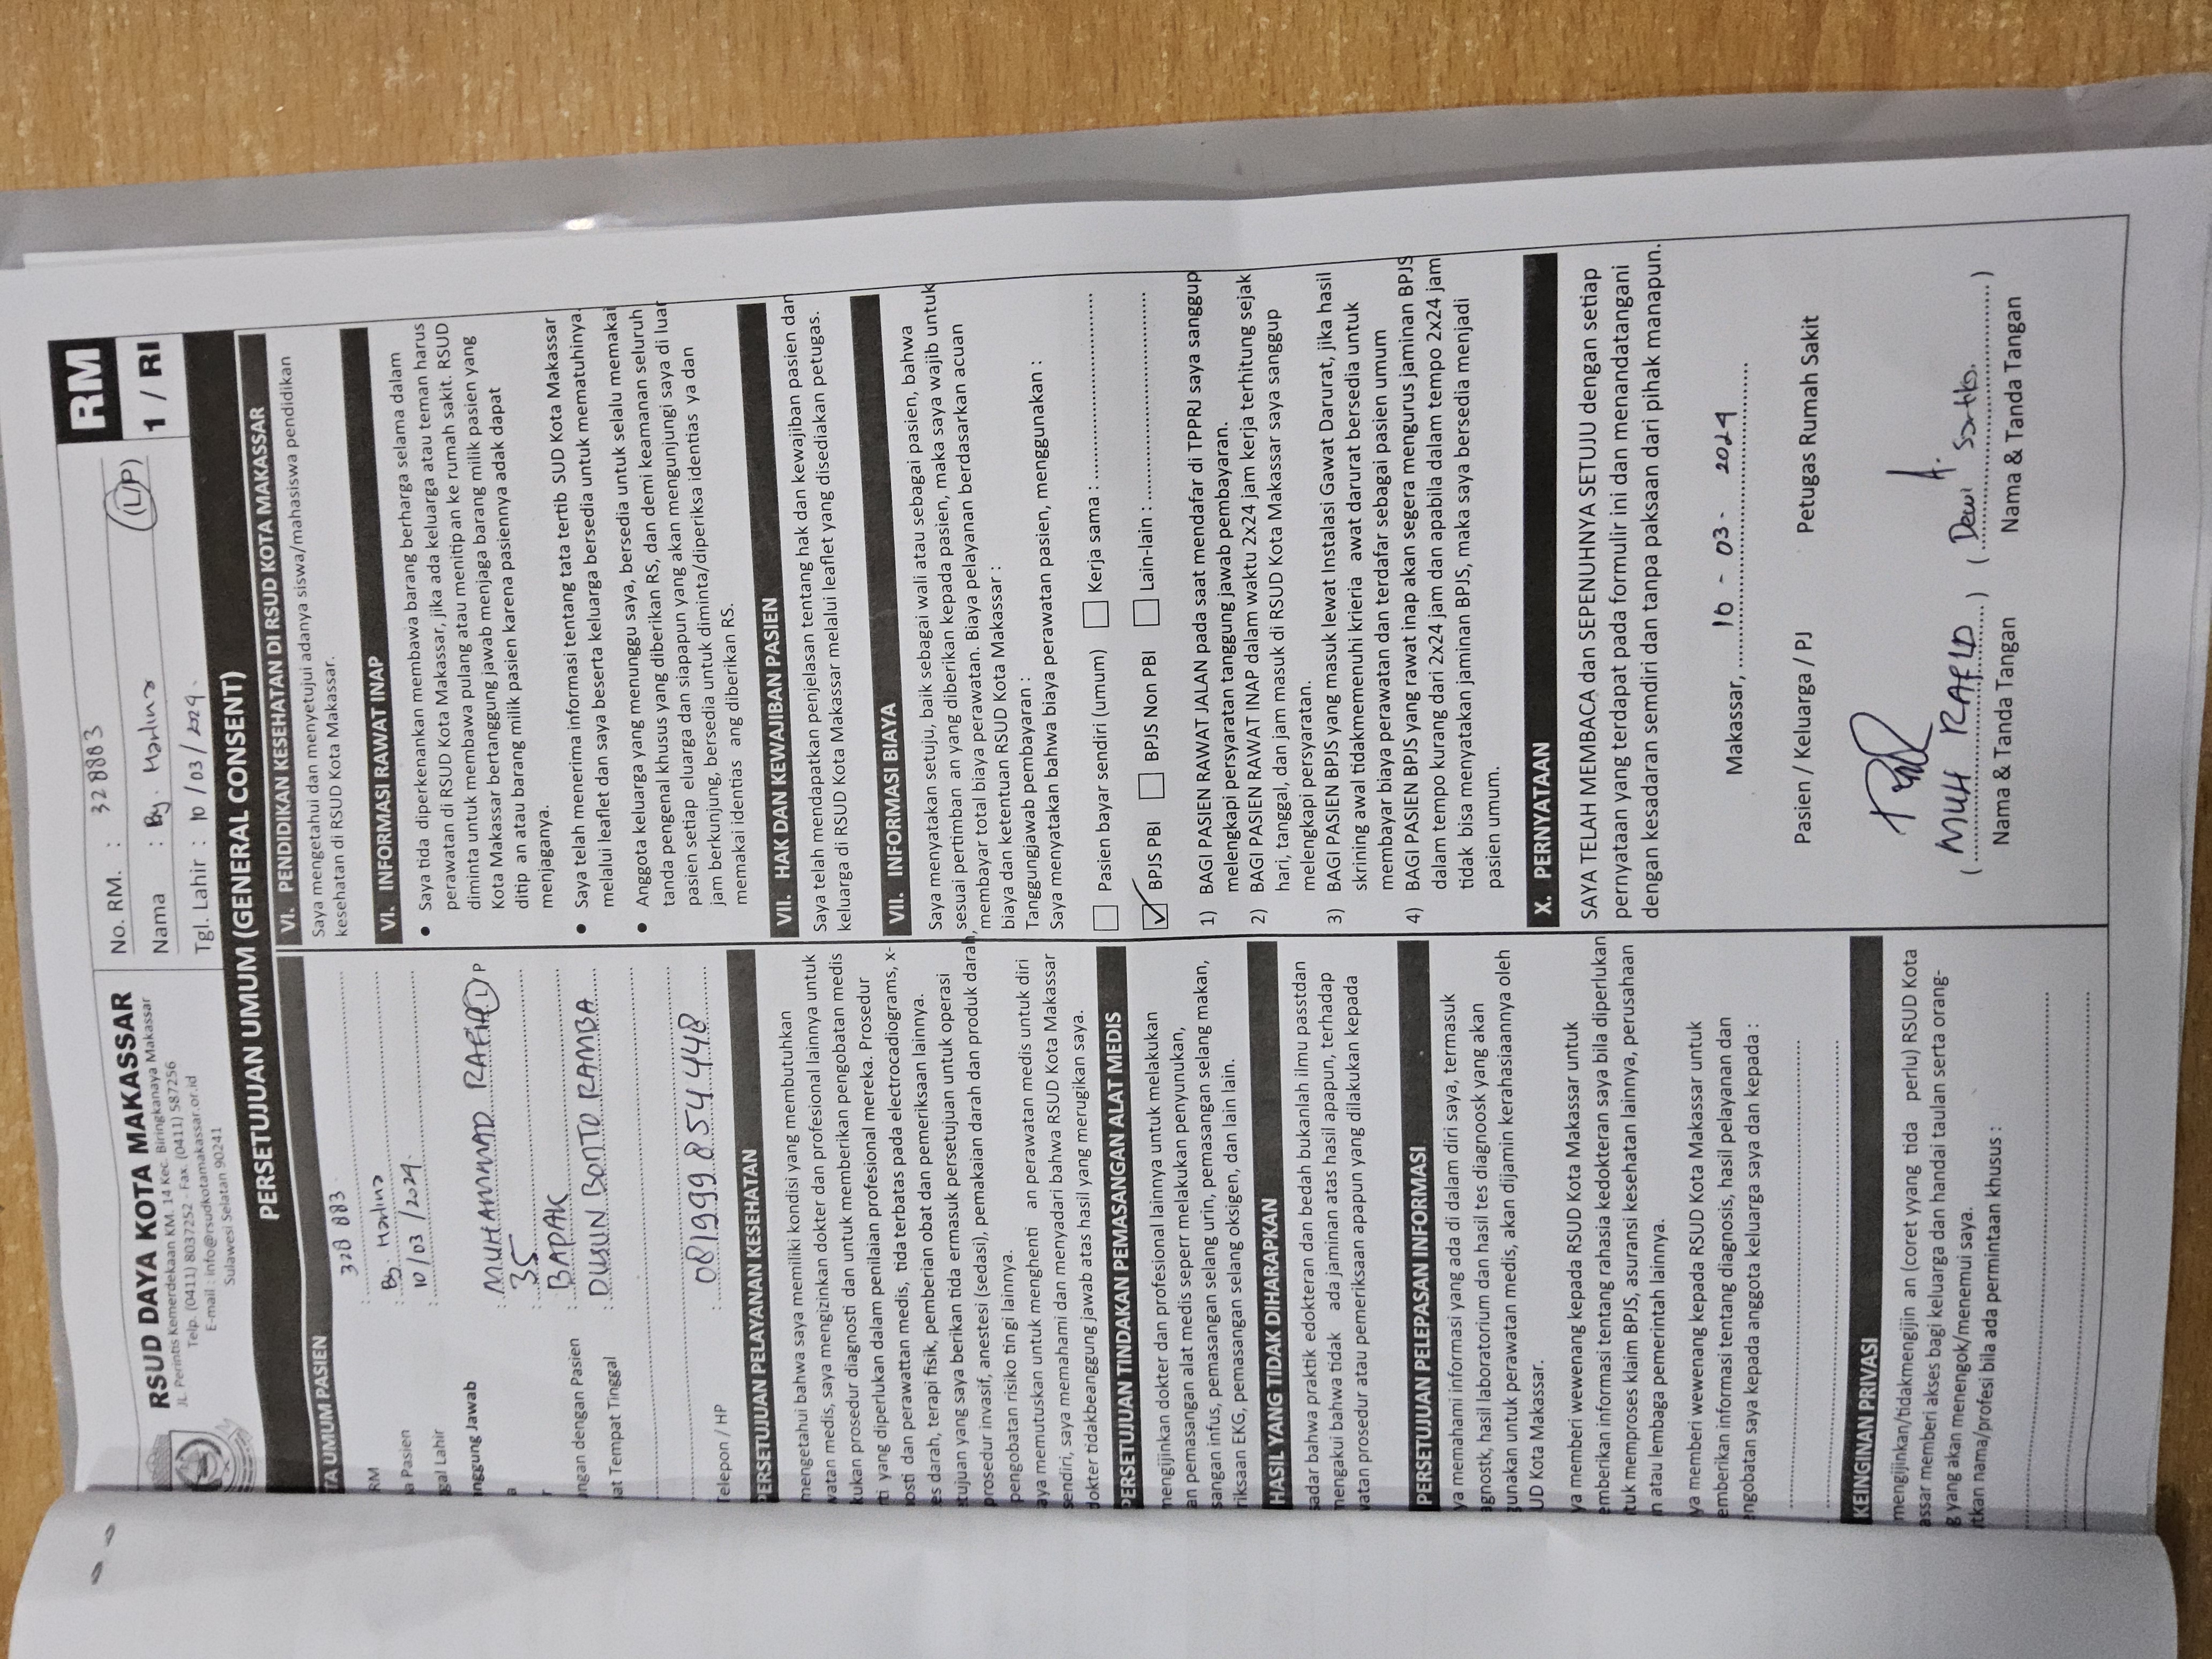 RSUD DAYA KOTA MAKASSAR
JL. Perintis Kemerdekaan KM. 14 Kec. Biringkanaya Makassar
Telp. (0411) 8037252 - Fax. (0411) 587256
E-mail : info@rsudkotamakassar.or.id
Sulawesi Selatan 90241
No. RM. : 328883
Nama : By. Harlina (L/P)
Tgl. Lahir : 10 / 03 / 2024.
RM
1 / RI
PERSETUJUAN UMUM (GENERAL CONSENT)
TA UMUM PASIEN
RM : 328 883.
a Pasien : By. Harlina
gal Lahir : 10 / 03 / 2024.
nggung Jawab
a : MUHAMMAD RAFID L/P
r : 35
ngan dengan Pasien : BAPAK
at Tempat Tinggal : DUSUN BONTO RAMBA
Telepon / HP : 081999854448
PERSETUJUAN PELAYANAN KESEHATAN
mengetahui bahwa saya memiliki kondisi yang membutuhkan
watan medis, saya mengizinkan dokter dan profesional lainnya untuk
kukan prosedur diagnosti dan untuk memberikan pengobatan medis
rti yang diperlukan dalam penilaian profesional mereka. Prosedur
osti dan perawattan medis, tida terbatas pada electrocadiograms, x-
es darah, terapi fisik, pemberian obat dan pemeriksaan lainnya.
etujuan yang saya berikan tida ermasuk persetujuan untuk operasi
prosedur invasif, anestesi (sedasi), pemakaian darah dan produk darah,
pengobatan risiko tin gi lainnya.
aya memutuskan untuk menghenti an perawatan medis untuk diri
sendiri, saya memahami dan menyadari bahwa RSUD Kota Makassar
dokter tidakbeanggung jawab atas hasil yang merugikan saya.
PERSETUJUAN TINDAKAN PEMASANGAN ALAT MEDIS
mengijinkan dokter dan profesional lainnya untuk melakukan
an pemasangan alat medis seperr melakukan penyunukan,
sangan infus, pemasangan selang urin, pemasangan selang makan,
riksaan EKG, pemasangan selang oksigen, dan lain lain.
HASIL YANG TIDAK DIHARAPKAN
sadar bahwa praktik edokteran dan bedah bukanlah ilmu pastdan
mengakui bahwa tidak ada jaminan atas hasil apapun, terhadap
vatan prosedur atau pemeriksaan apapun yang dilakukan kepada
PERSETUJUAN PELEPASAN INFORMASI
ya memahami informasi yang ada di dalam diri saya, termasuk
agnostk, hasil laboratorium dan hasil tes diagnoosk yang akan
gunakan untuk perawatan medis, akan dijamin kerahasiaannya oleh
UD Kota Makassar.
ya memberi wewenang kepada RSUD Kota Makassar untuk
emberikan informasi tentang rahasia kedokteran saya bila diperlukan
tuk memproses klaim BPJS, asuransi kesehatan lainnya, perusahaan
n atau lembaga pemerintah lainnya.
ya memberi wewenang kepada RSUD Kota Makassar untuk
emberikan informasi tentang diagnosis, hasil pelayanan dan
engobatan saya kepada anggota keluarga saya dan kepada :
KEINGINAN PRIVASI
mengijinkan/tidakmengijin an (coret yyang tida perlu) RSUD Kota
assar memberi akses bagi keluarga dan handai taulan serta orang-
g yang akan menengok/menemui saya.
tkan nama/profesi bila ada permintaan khusus :
VI. PENDIDIKAN KESEHATAN DI RSUD KOTA MAKASSAR
Saya mengetahui dan menyetujui adanya siswa/mahasiswa pendidikan
kesehatan di RSUD Kota Makassar.
VI. INFORMASI RAWAT INAP
• Saya tida diperkenankan membawa barang berharga selama dalam
perawatan di RSUD Kota Makassar, jika ada keluarga atau teman harus
diminta untuk membawa pulang atau menitip an ke rumah sakit. RSUD
Kota Makassar bertanggung jawab menjaga barang milik pasien yang
ditip an atau barang milik pasien karena pasiennya adak dapat
menjaganya.
• Saya telah menerima informasi tentang tata tertib SUD Kota Makassar
melalui leaflet dan saya beserta keluarga bersedia untuk mematuhinya.
• Anggota keluarga yang menunggu saya, bersedia untuk selalu memakai
tanda pengenal khusus yang diberikan RS, dan demi keamanan seluruh
pasien setiap eluarga dan siapapun yang akan mengunjungi saya di luar
jam berkunjung, bersedia untuk diminta/diperiksa identias ya dan
memakai identias ang diberikan RS.
VII. HAK DAN KEWAJIBAN PASIEN
Saya telah mendapatkan penjelasan tentang hak dan kewajiban pasien dan
keluarga di RSUD Kota Makassar melalui leaflet yang disediakan petugas.
VII. INFORMASI BIAYA
Saya menyatakan setuju, baik sebagai wali atau sebagai pasien, bahwa
sesuai pertimban an yang diberikan kepada pasien, maka saya wajib untuk
membayar total biaya perawatan. Biaya pelayanan berdasarkan acuan
biaya dan ketentuan RSUD Kota Makassar :
Tanggungjawab pembayaran :
Saya menyatakan bahwa biaya perawatan pasien, menggunakan :
Pasien bayar sendiri (umum) Kerja sama :
BPJS PBI BPJS Non PBI Lain-lain :
1) BAGI PASIEN RAWAT JALAN pada saat mendafar di TPPRJ saya sanggup
melengkapi persyaratan tanggung jawab pembayaran.
2) BAGI PASIEN RAWAT INAP dalam waktu 2x24 jam kerja terhitung sejak
hari, tanggal, dan jam masuk di RSUD Kota Makassar saya sanggup
melengkapi persyaratan.
3) BAGI PASIEN BPJS yang masuk lewat Instalasi Gawat Darurat, jika hasil
skrining awal tidakmemenuhi krieria awat darurat bersedia untuk
membayar biaya perawatan dan terdafar sebagai pasien umum
4) BAGI PASIEN BPJS yang rawat inap akan segera mengurus jaminan BPJS
dalam tempo kurang dari 2x24 jam dan apabila dalam tempo 2x24 jam
tidak bisa menyatakan jaminan BPJS, maka saya bersedia menjadi
pasien umum.
X. PERNYATAAN
SAYA TELAH MEMBACA dan SEPENUHNYA SETUJU dengan setiap
pernyataan yang terdapat pada formulir ini dan menandatangani
dengan kesadaran semdiri dan tanpa paksaan dari pihak manapun.
Makassar, 10 - 03 - 2024
Pasien / Keluarga / PJ Petugas Rumah Sakit
( MUH RAFID ) ( Dewi Sartika. )
Nama & Tanda Tangan Nama & Tanda Tangan